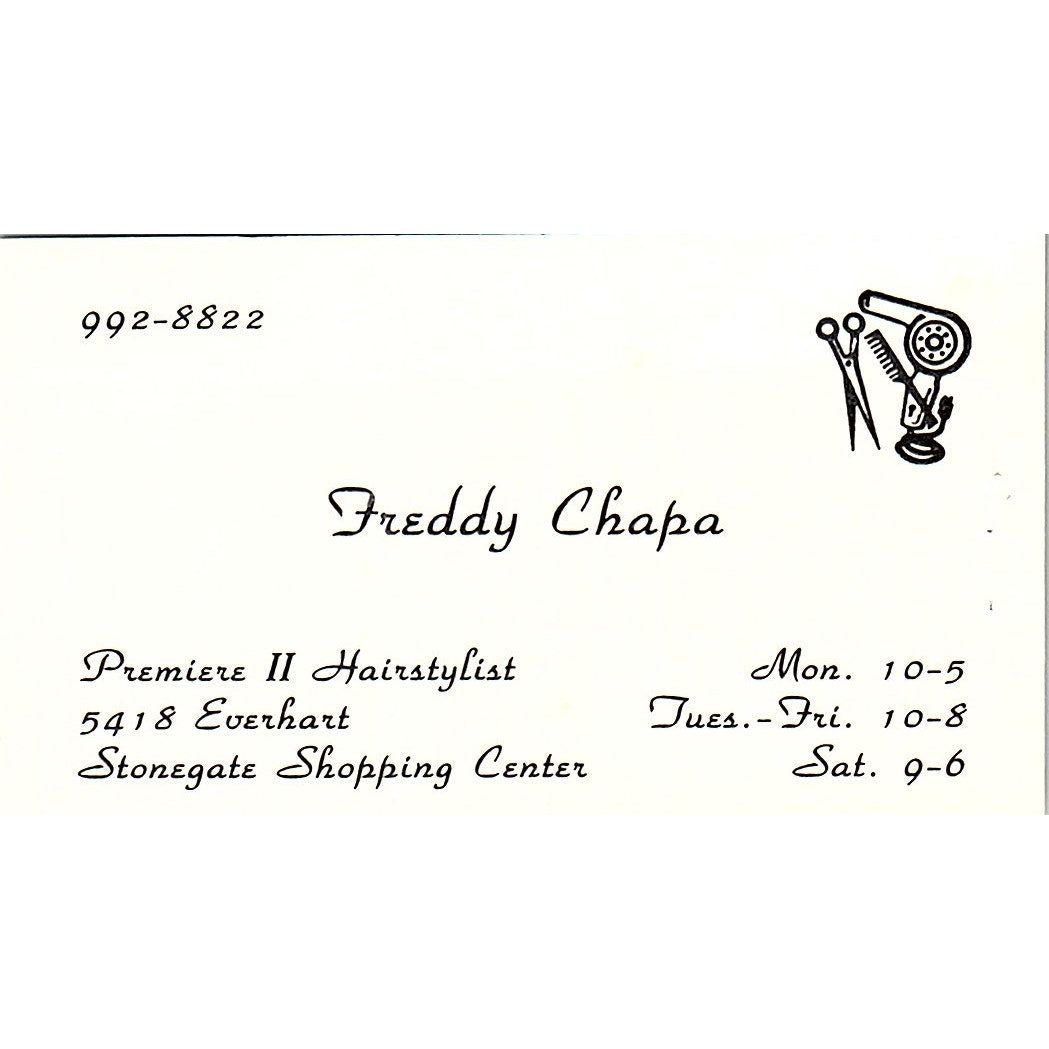 992-8822
Freddy Chapa
Premiere II Hairstylist
5418 Everhart
Stonegate Shopping Center
Mon. 10-5
Tues.-Fri. 10-8
Sat. 9-6